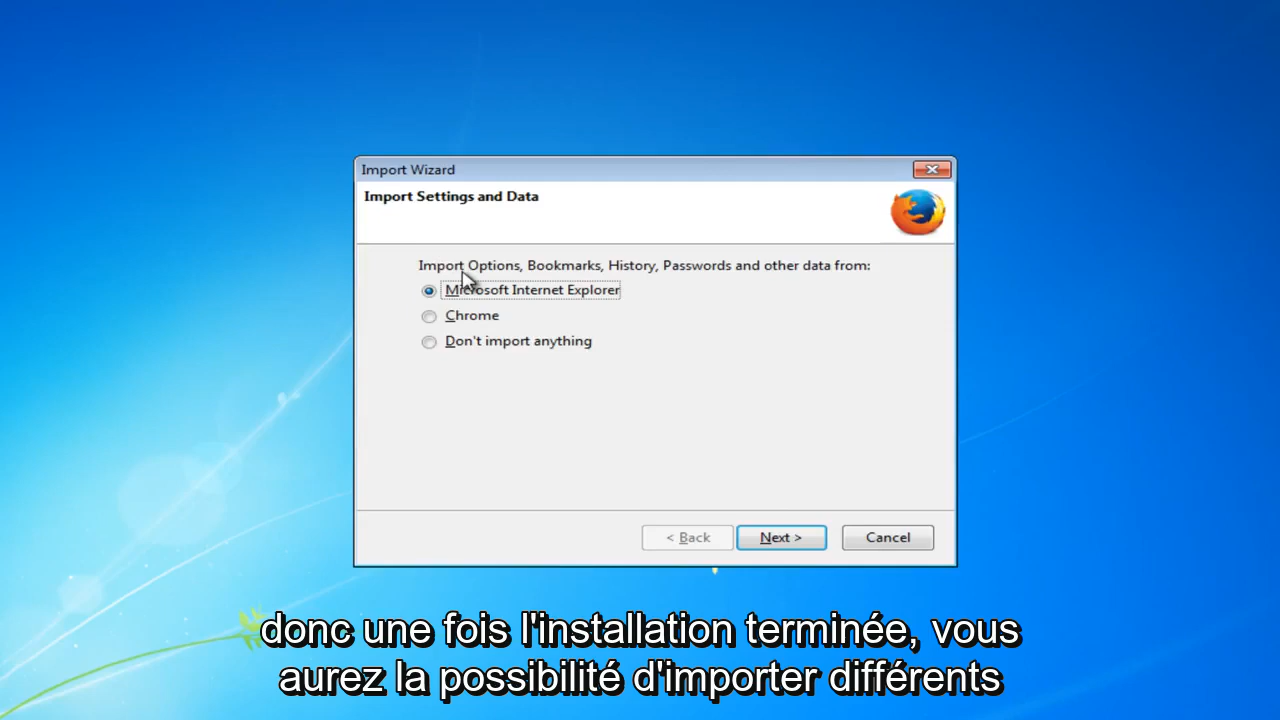 Import Wizard
Import Settings and Data
Import Options, Bookmarks, History, Passwords and other data from:
Microsoft Internet Explorer
Chrome
Don't import anything
< Back Next > Cancel
donc une fois l'installation terminée, vous
aurez la possibilité d'importer différents